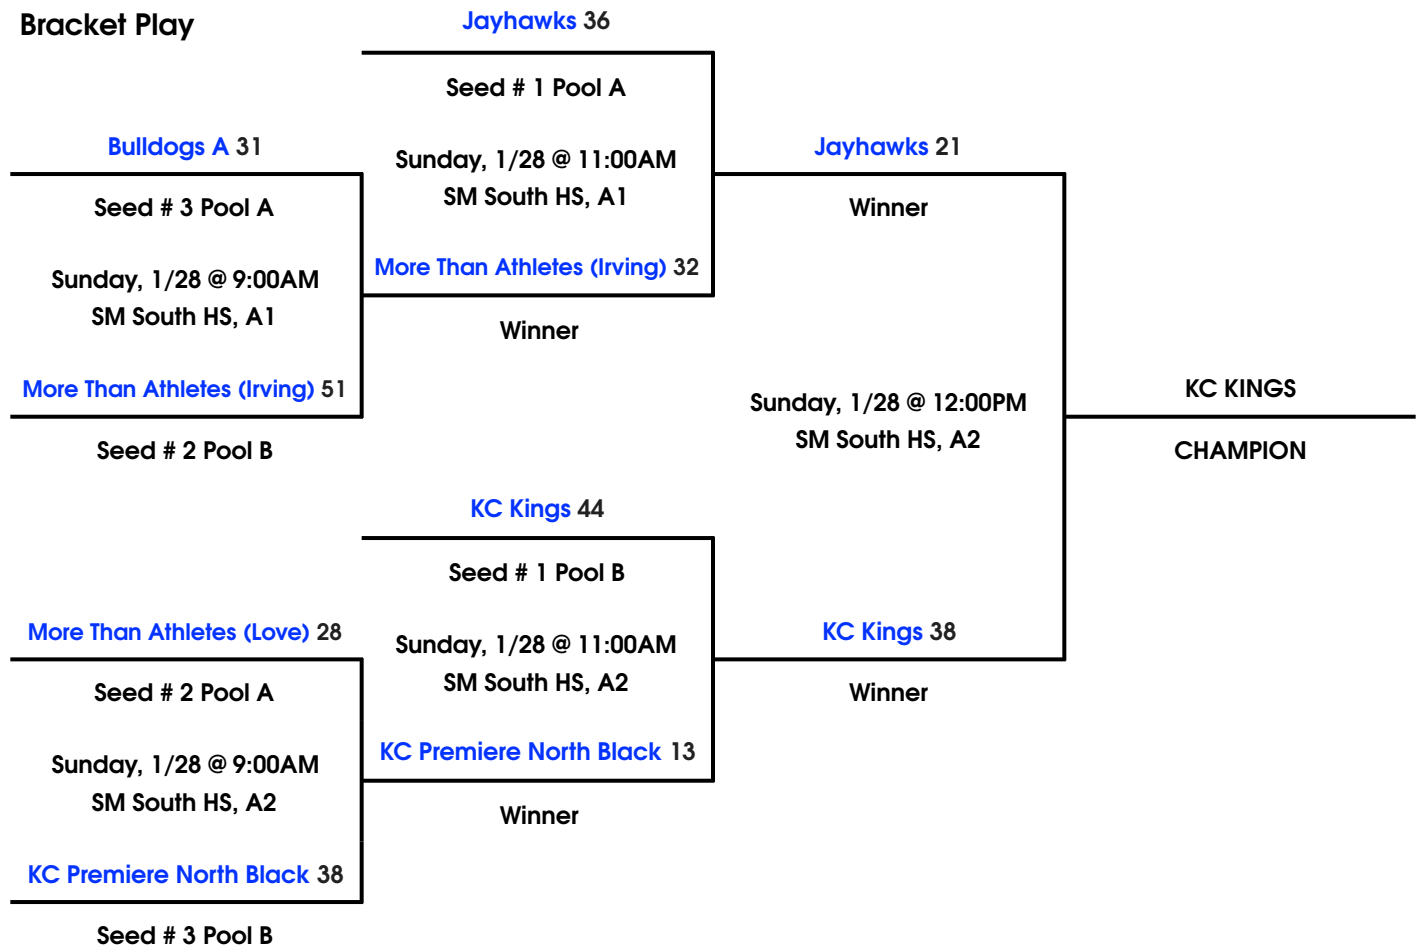 Bracket Play
Jayhawks 36
Seed # 1 Pool A
Bulldogs A 31
Sunday, 1/28 @ 11:00AM
SM South HS, A1
Jayhawks 21
Seed # 3 Pool A
Winner
Sunday, 1/28 @ 9:00AM
SM South HS, A1
More Than Athletes (Irving) 32
Winner
More Than Athletes (Irving) 51
Seed # 2 Pool B
Sunday, 1/28 @ 12:00PM
SM South HS, A2
KC KINGS
CHAMPION
KC Kings 44
Seed # 1 Pool B
More Than Athletes (Love) 28
Sunday, 1/28 @ 11:00AM
SM South HS, A2
KC Kings 38
Seed # 2 Pool A
Winner
Sunday, 1/28 @ 9:00AM
SM South HS, A2
KC Premiere North Black 13
Winner
KC Premiere North Black 38
Seed # 3 Pool B